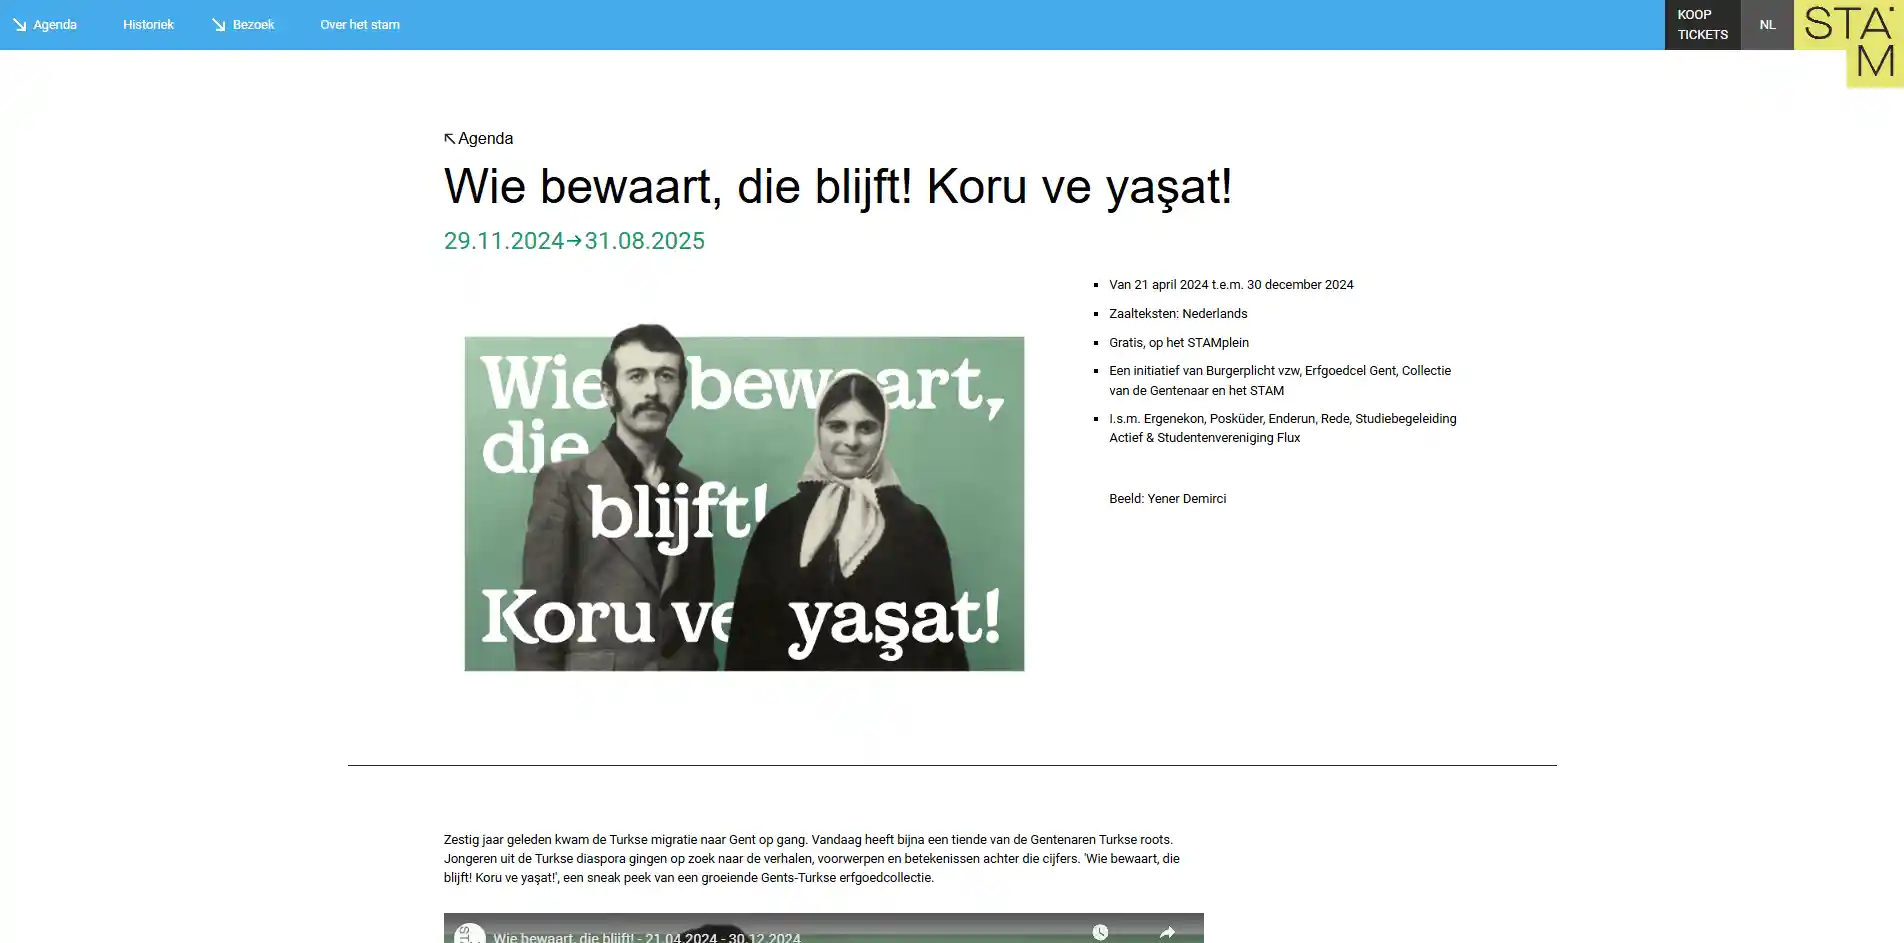 Agenda
Historiek
Bezoek
Over het stam
KOOP
TICKETS
NL
STA
M
Agenda
Wie bewaart, die blijft! Koru ve yaşat!
29.11.2024→31.08.2025
Wie bewaart,
die
blijft!
Koru ve yaşat!
Van 21 april 2024 t.e.m. 30 december 2024
Zaalteksten: Nederlands
Gratis, op het STAMplein
Een initiatief van Burgerplicht vzw, Erfgoedcel Gent, Collectie
van de Gentenaar en het STAM
I.s.m. Ergenekon, Posküder, Enderun, Rede, Studiebegeleiding
Actief & Studentenvereniging Flux
Beeld: Yener Demirci
Zestig jaar geleden kwam de Turkse migratie naar Gent op gang. Vandaag heeft bijna een tiende van de Gentenaren Turkse roots.
Jongeren uit de Turkse diaspora gingen op zoek naar de verhalen, voorwerpen en betekenissen achter die cijfers. 'Wie bewaart, die
blijft! Koru ve yaşat!', een sneak peek van een groeiende Gents-Turkse erfgoedcollectie.
Wie bewaart, die blijft! - 21.04.2024 - 30.12.2024